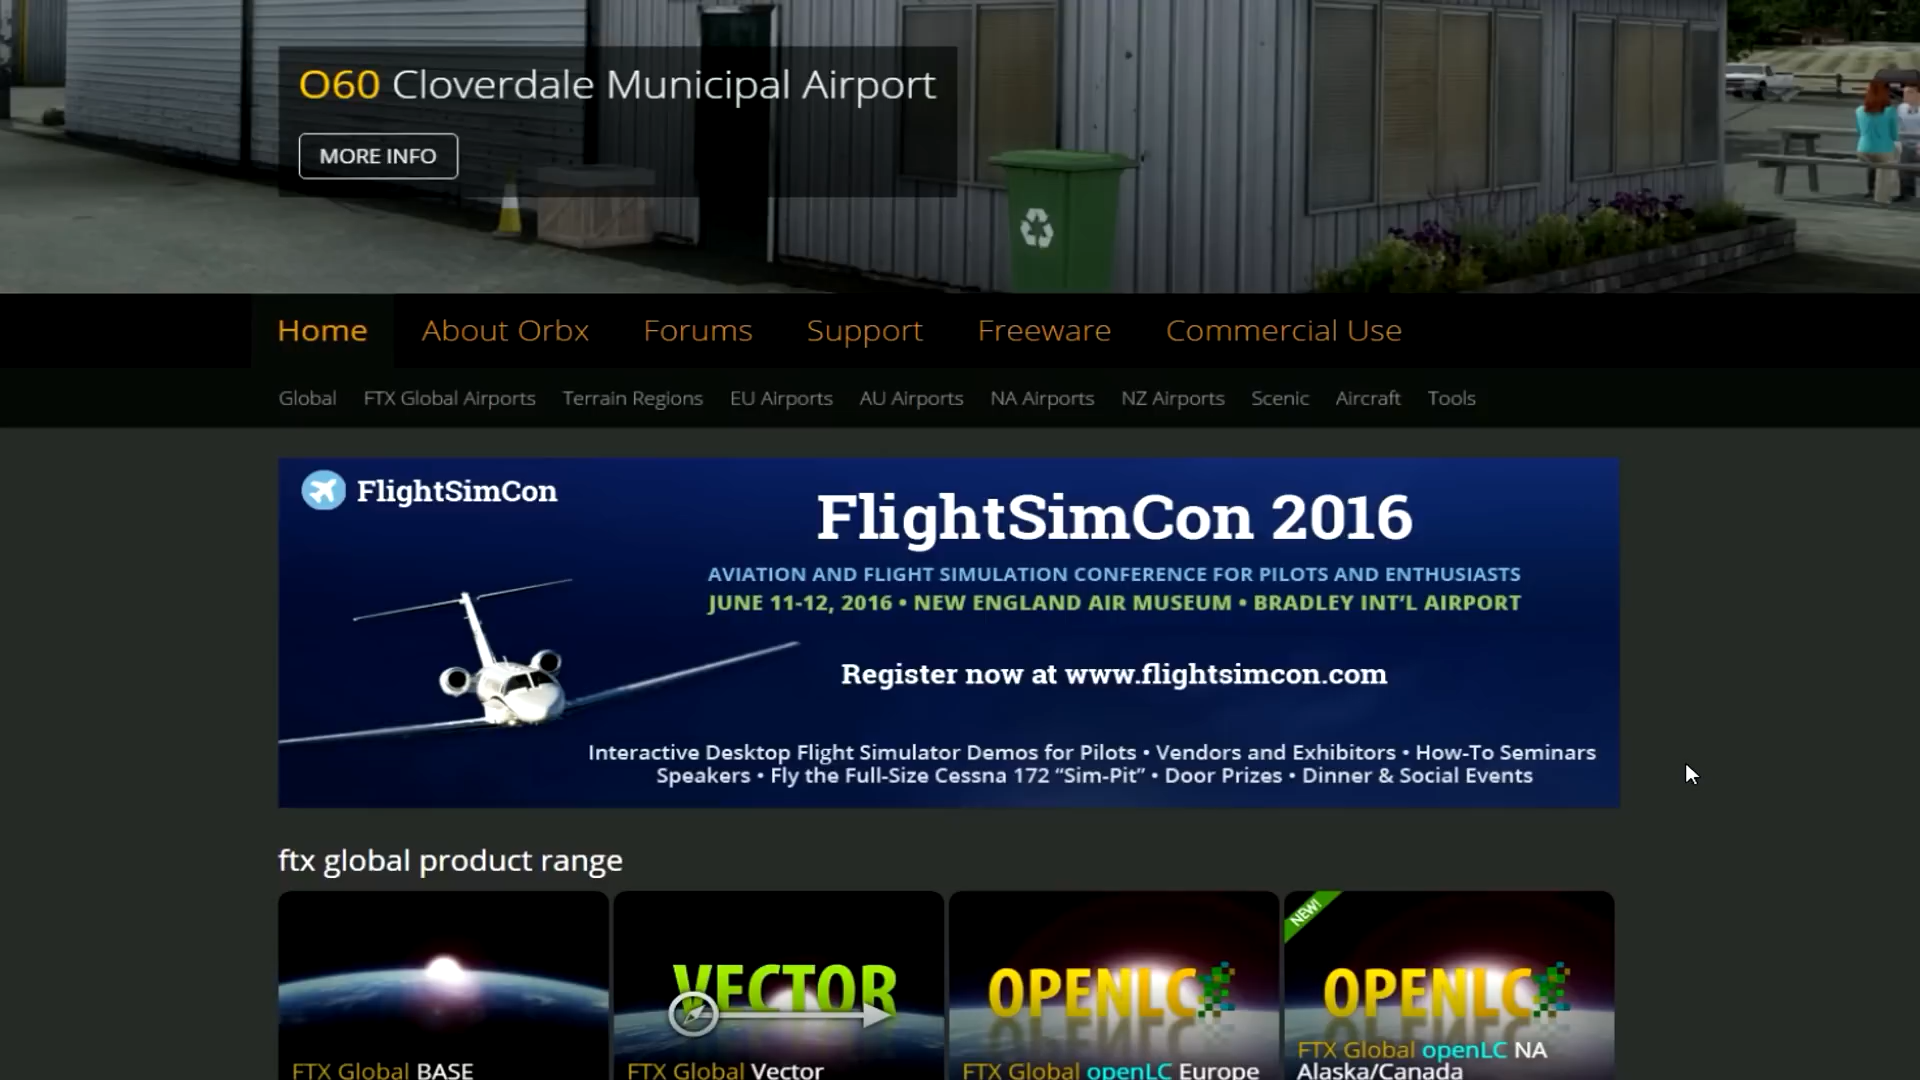 O60 Cloverdale Municipal Airport
MORE INFO
Home About Orbx Forums Support Freeware Commercial Use
Global FTX Global Airports Terrain Regions EU Airports AU Airports NA Airports NZ Airports Scenic Aircraft Tools
FlightSimCon
FlightSimCon 2016
AVIATION AND FLIGHT SIMULATION CONFERENCE FOR PILOTS AND ENTHUSIASTS
JUNE 11-12, 2016 • NEW ENGLAND AIR MUSEUM • BRADLEY INT'L AIRPORT
Register now at www.flightsimcon.com
Interactive Desktop Flight Simulator Demos for Pilots • Vendors and Exhibitors • How-To Seminars
Speakers • Fly the Full-Size Cessna 172 “Sim-Pit” • Door Prizes • Dinner & Social Events
ftx global product range
FTX Global BASE
VECTOR
FTX Global Vector
OPENLC
FTX Global openLC Europe
NEW!
OPENLC
FTX Global openLC NA
Alaska/Canada